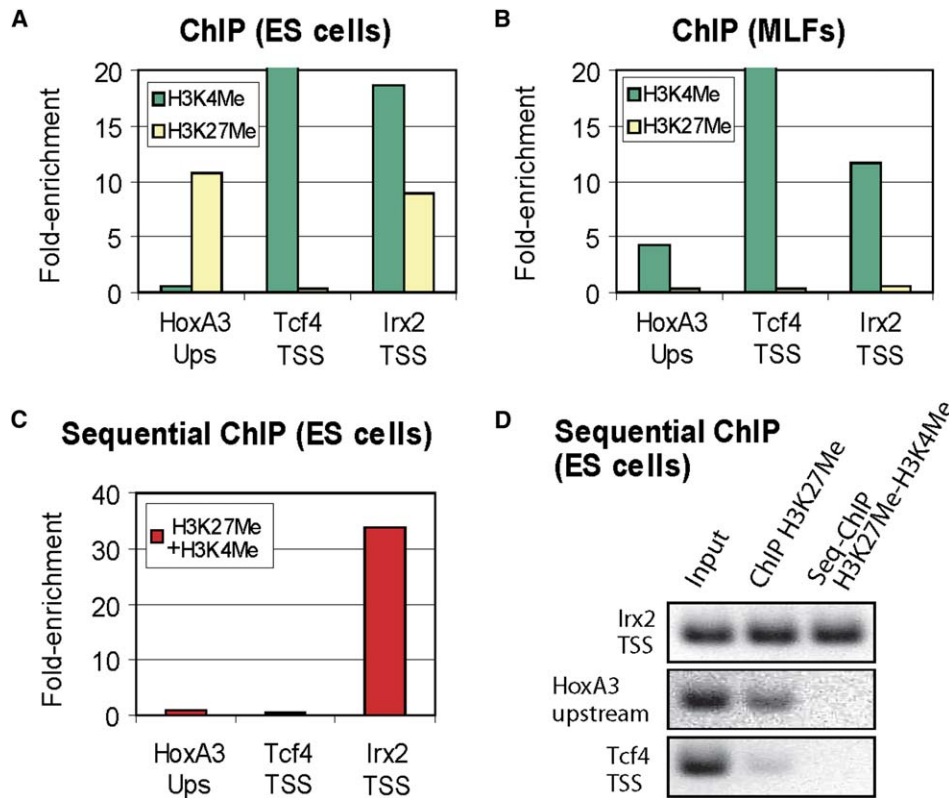 A
ChIP (ES cells)
Fold-enrichment
20
15
10
5
0
H3K4Me
H3K27Me
HoxA3
Ups
Tcf4
TSS
Irx2
TSS
B
ChIP (MLFs)
Fold-enrichment
20
15
10
5
0
H3K4Me
H3K27Me
HoxA3
Ups
Tcf4
TSS
Irx2
TSS
C
Sequential ChIP (ES cells)
Fold-enrichment
40
30
20
10
0
H3K27Me
+H3K4Me
HoxA3
Ups
Tcf4
TSS
Irx2
TSS
D
Sequential ChIP
(ES cells)
Input
ChIP H3K27Me
Seq-ChIP
H3K27Me-H3K4Me
Irx2
TSS
HoxA3
upstream
Tcf4
TSS